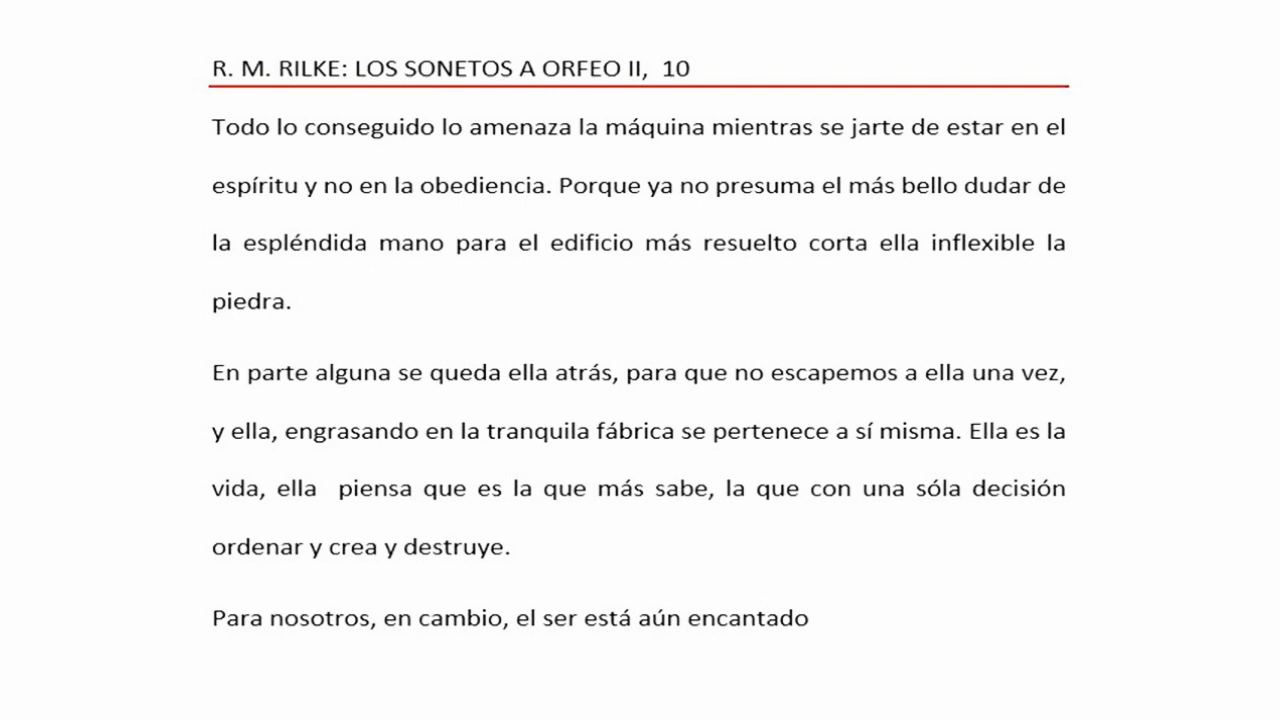 R. M. RILKE: LOS SONETOS A ORFEO II, 10
Todo lo conseguido lo amenaza la máquina mientras se jarte de estar en el
espíritu y no en la obediencia. Porque ya no presuma el más bello dudar de
la espléndida mano para el edificio más resuelto corta ella inflexible la
piedra.
En parte alguna se queda ella atrás, para que no escapemos a ella una vez,
y ella, engrasando en la tranquila fábrica se pertenece a sí misma. Ella es la
vida, ella piensa que es la que más sabe, la que con una sóla decisión
ordenar y crea y destruye.
Para nosotros, en cambio, el ser está aún encantado